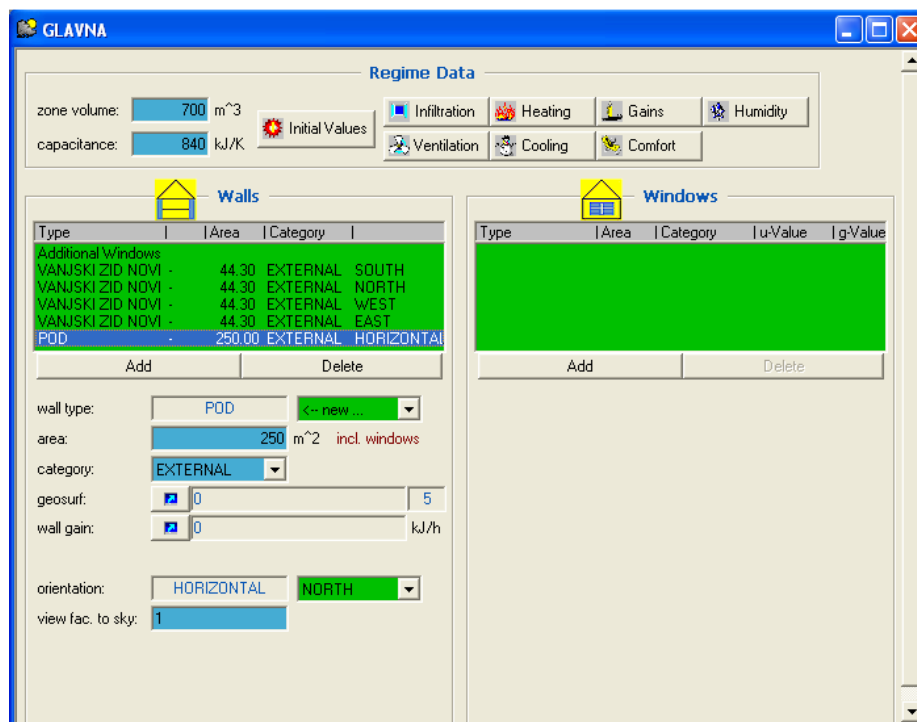 GLAVNA
Regime Data
zone volume: 700 m^3
capacitance: 840 kJ/K
Initial Values
Infiltration Heating Gains Humidity
Ventilation Cooling Comfort
Walls
Type | | Area | Category |
Additional Windows
VANJSKI ZID NOVI - 44.30 EXTERNAL SOUTH
VANJSKI ZID NOVI - 44.30 EXTERNAL NORTH
VANJSKI ZID NOVI - 44.30 EXTERNAL WEST
VANJSKI ZID NOVI - 44.30 EXTERNAL EAST
POD - 250.00 EXTERNAL HORIZONTAL
Add Delete
wall type: POD <-- new ...
area: 250 m^2 incl. windows
category: EXTERNAL
geosurf: 0 5
wall gain: 0 kJ/h
orientation: HORIZONTAL NORTH
view fac. to sky: 1
Windows
Type | Area | Category | u-Value | g-Value
Add Delete